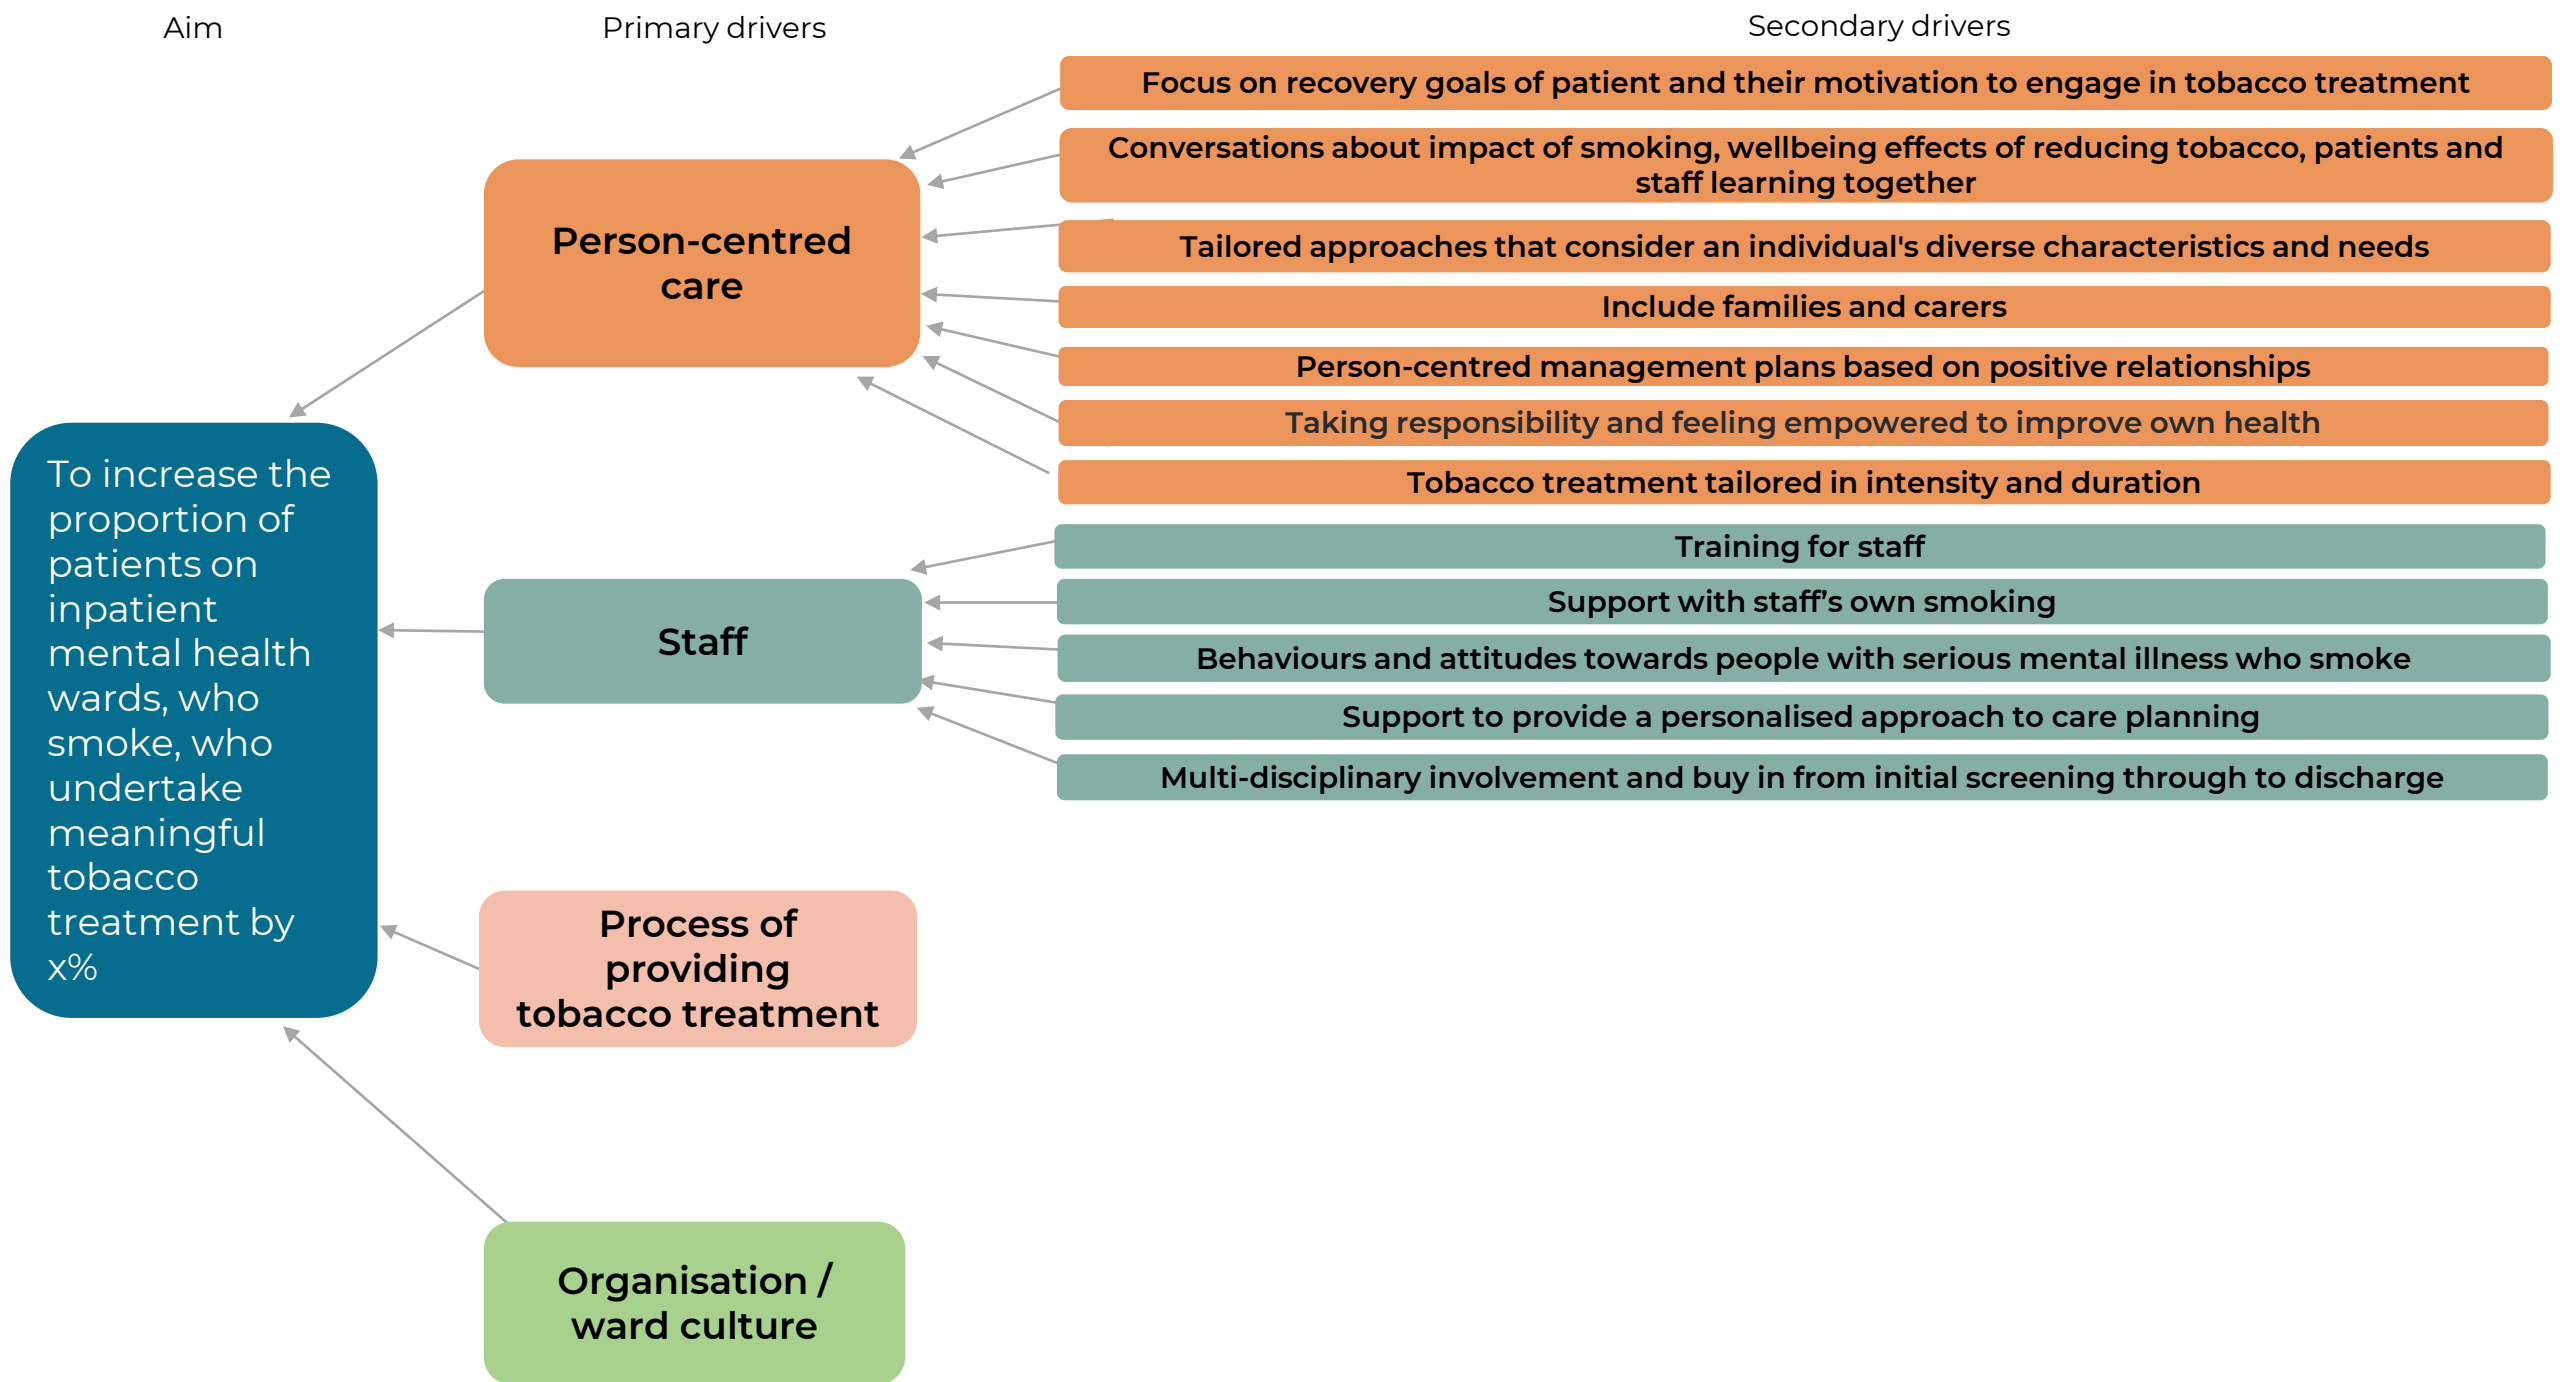 Aim
Primary drivers
Secondary drivers
To increase the
proportion of
patients on
inpatient
mental health
wards, who
smoke, who
undertake
meaningful
tobacco
treatment by
x%
Person-centred
care
Focus on recovery goals of patient and their motivation to engage in tobacco treatment
Conversations about impact of smoking, wellbeing effects of reducing tobacco, patients and
staff learning together
Tailored approaches that consider an individual's diverse characteristics and needs
Include families and carers
Person-centred management plans based on positive relationships
Taking responsibility and feeling empowered to improve own health
Tobacco treatment tailored in intensity and duration
Staff
Training for staff
Support with staff’s own smoking
Behaviours and attitudes towards people with serious mental illness who smoke
Support to provide a personalised approach to care planning
Multi-disciplinary involvement and buy in from initial screening through to discharge
Process of
providing
tobacco treatment
Organisation /
ward culture